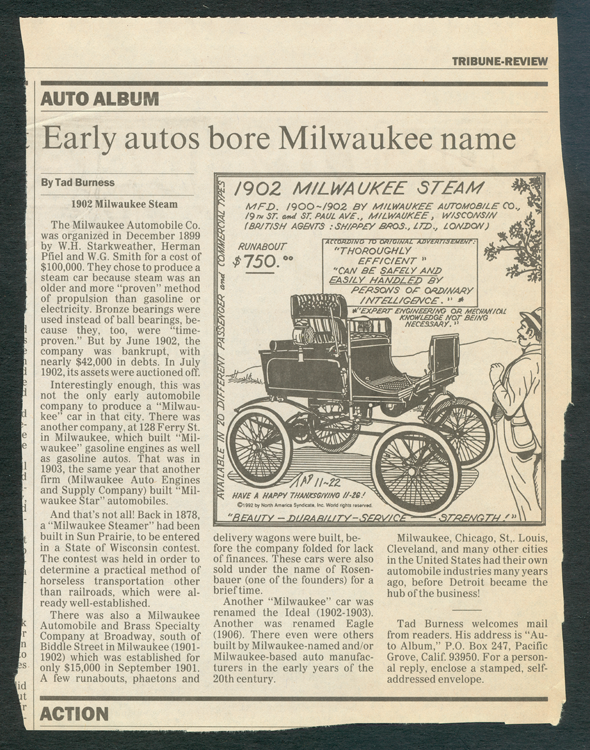 TRIBUNE-REVIEW
AUTO ALBUM
Early autos bore Milwaukee name
By Tad Burness
1902 Milwaukee Steam
The Milwaukee Automobile Co.
was organized in December 1899
by W.H. Starkweather, Herman
Pfiel and W.G. Smith for a cost of
$100,000. They chose to produce a
steam car because steam was an
older and more "proven" method
of propulsion than gasoline or
electricity. Bronze bearings were
used instead of ball bearings, be-
cause they, too, were "time-
proven." But by June 1902, the
company was bankrupt, with
nearly $42,000 in debts. In July
1902, its assets were auctioned off.
Interestingly enough, this was
not the only early automobile
company to produce a "Milwau-
kee" car in that city. There was
another company, at 128 Ferry St.
in Milwaukee, which built "Mil-
waukee" gasoline engines as well
as gasoline autos. That was in
1903, the same year that another
firm (Milwaukee Auto Engines
and Supply Company) built "Mil-
waukee Star" automobiles.
And that's not all! Back in 1878,
a "Milwaukee Steamer" had been
built in Sun Prairie, to be entered
in a State of Wisconsin contest.
The contest was held in order to
determine a practical method of
horseless transportation other
than railroads, which were al-
ready well-established.
There was also a Milwaukee
Automobile and Brass Specialty
Company at Broadway, south of
Biddle Street in Milwaukee (1901-
1902) which was established for
only $15,000 in September 1901.
A few runabouts, phaetons and
1902 MILWAUKEE STEAM
MFD. 1900~1902 BY MILWAUKEE AUTOMOBILE CO.,
19TH ST. and ST. PAUL AVE., MILWAUKEE, WISCONSIN
(BRITISH AGENTS: SHIPPEY BROS., LTD., LONDON)
RUNABOUT
$750.00
ACCORDING TO ORIGINAL ADVERTISEMENT:
"THOROUGHLY
EFFICIENT"
"CAN BE SAFELY AND
EASILY HANDLED BY
PERSONS OF ORDINARY
INTELLIGENCE." *
*"EXPERT ENGINEERING OR MECHANICAL
KNOWLEDGE NOT BEING
NECESSARY."
AVAILABLE IN 20 DIFFERENT PASSENGER and COMMERCIAL TYPES
11-22
HAVE A HAPPY THANKSGIVING 11-26!
©1992 by North America Syndicate, Inc. World rights reserved.
"BEAUTY – DURABILITY – SERVICE – STRENGTH!"
delivery wagons were built, be-
fore the company folded for lack
of finances. These cars were also
sold under the name of Rosen-
bauer (one of the founders) for a
brief time.
Another "Milwaukee" car was
renamed the Ideal (1902-1903).
Another was renamed Eagle
(1906). There even were others
built by Milwaukee-named and/or
Milwaukee-based auto manufac-
turers in the early years of the
20th century.
Milwaukee, Chicago, St,. Louis,
Cleveland, and many other cities
in the United States had their own
automobile industries many years
ago, before Detroit became the
hub of the business!
Tad Burness welcomes mail
from readers. His address is "Au-
to Album," P.O. Box 247, Pacific
Grove, Calif. 93950. For a person-
al reply, enclose a stamped, self-
addressed envelope.
ACTION